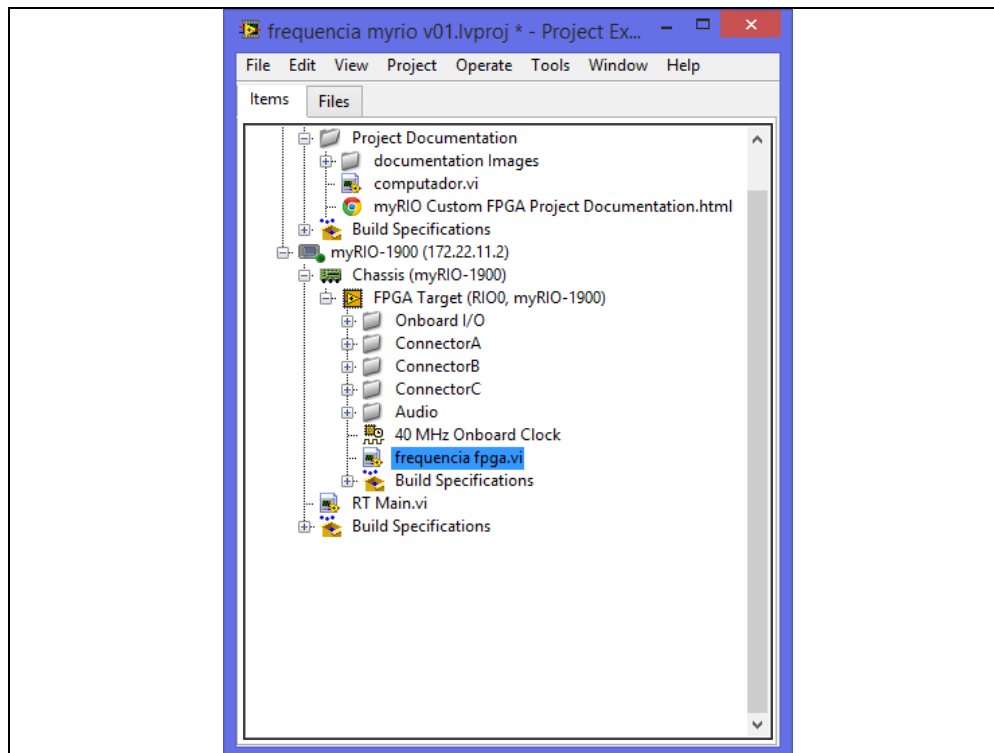 frequencia myrio v01.lvproj * - Project Ex...
File Edit View Project Operate Tools Window Help
Items Files
Project Documentation
documentation Images
computador.vi
myRIO Custom FPGA Project Documentation.html
Build Specifications
myRIO-1900 (172.22.11.2)
Chassis (myRIO-1900)
FPGA Target (RIO0, myRIO-1900)
Onboard I/O
ConnectorA
ConnectorB
ConnectorC
Audio
40 MHz Onboard Clock
frequencia fpga.vi
Build Specifications
RT Main.vi
Build Specifications